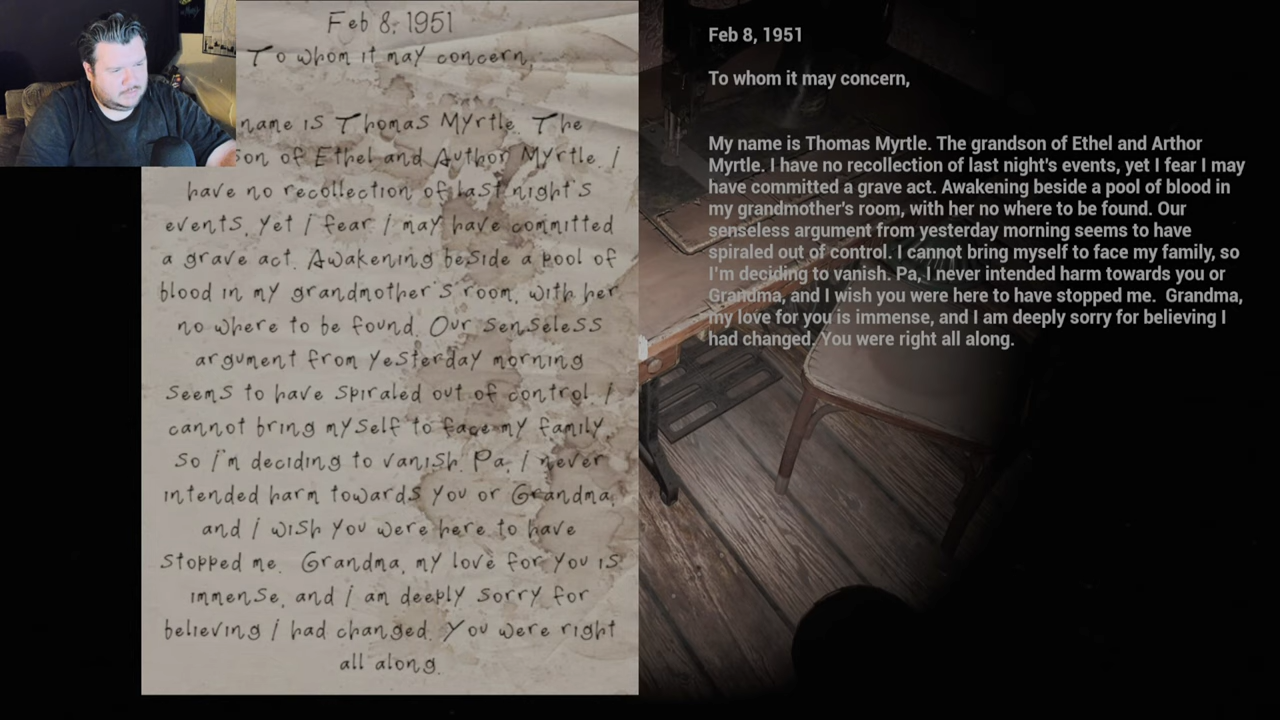 Feb 8, 1951
To whom it may concern,
name is Thomas Myrtle. The
son of Ethel and Author Myrtle. I
have no recollection of last night's
events, yet I fear I may have committed
a grave act. Awakening beside a pool of
blood in my grandmother's room, with her
no where to be found. Our senseless
argument from yesterday morning
seems to have spiraled out of control. I
cannot bring myself to face my family,
so I'm deciding to vanish. Pa, I never
intended harm towards you or Grandma,
and I wish you were here to have
stopped me. Grandma, my love for you is
immense, and I am deeply sorry for
believing I had changed. You were right
all along.
Feb 8, 1951
To whom it may concern,
My name is Thomas Myrtle. The grandson of Ethel and Arthor
Myrtle. I have no recollection of last night's events, yet I fear I may
have committed a grave act. Awakening beside a pool of blood in
my grandmother's room, with her no where to be found. Our
senseless argument from yesterday morning seems to have
spiraled out of control. I cannot bring myself to face my family, so
I'm deciding to vanish. Pa, I never intended harm towards you or
Grandma, and I wish you were here to have stopped me.  Grandma,
my love for you is immense, and I am deeply sorry for believing I
had changed. You were right all along.